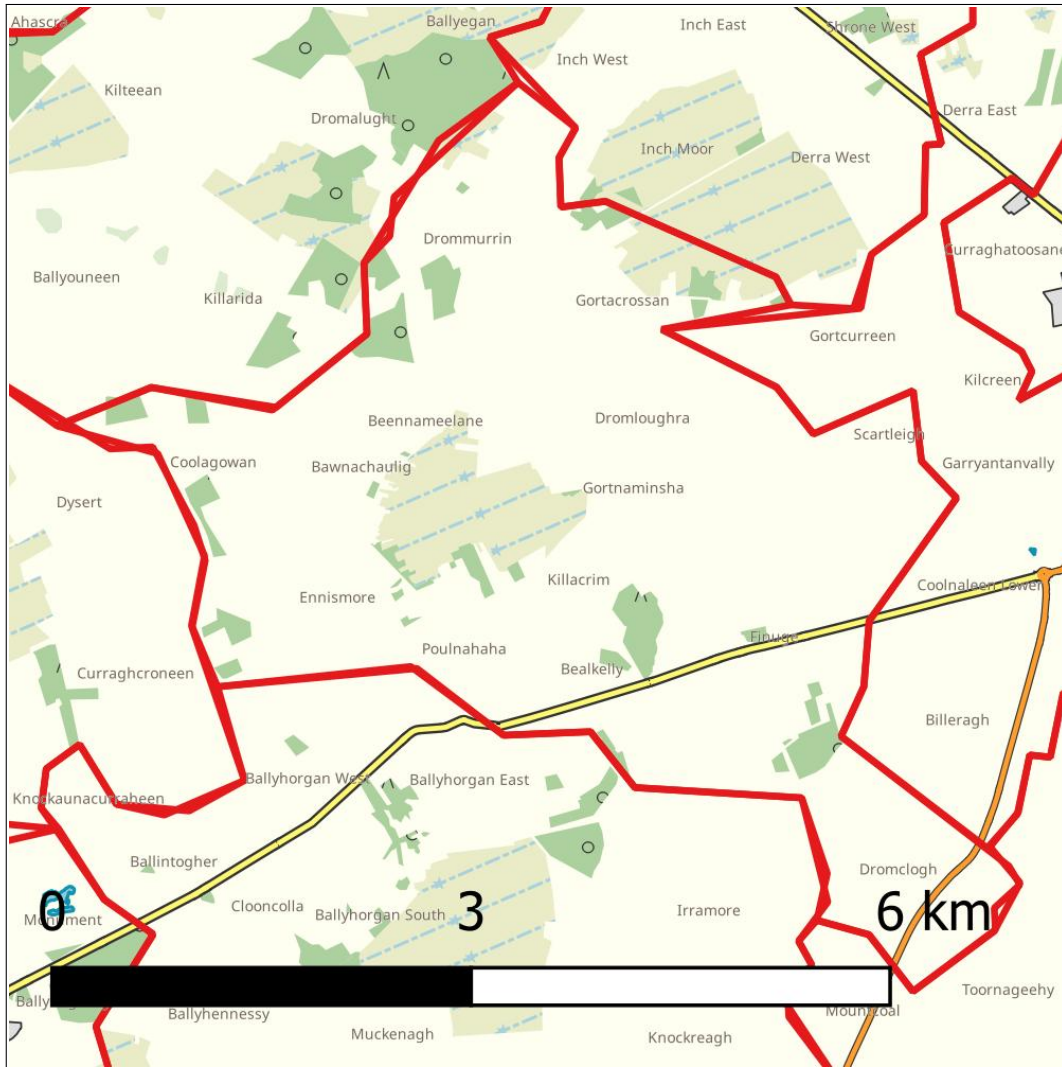 Ahascra
Ballyegan
Inch East
Shrone West
Inch West
Kilteean
Dromalught
Derra East
Inch Moor
Derra West
Drommurrin
Curraghatoosane
Ballyouneen
Killarida
Gortacrossan
Gortcurreen
Kilcreen
Beennameelane
Dromloughra
Scartleigh
Coolagowan
Bawnachaulig
Garryantanvally
Dysert
Gortnaminsha
Killacrim
Coolnaleen Lower
Ennismore
Finuge
Poulnahaha
Curraghcroneen
Bealkelly
Billeragh
Ballyhorgan West
Ballyhorgan East
Knockaunacurraheen
Ballintogher
Dromclogh
Clooncolla
Ballyhorgan South
Irramore
Monument
0
3
6 km
Toornageehy
Ballyhennessy
Mountcoal
Muckenagh
Knockreagh